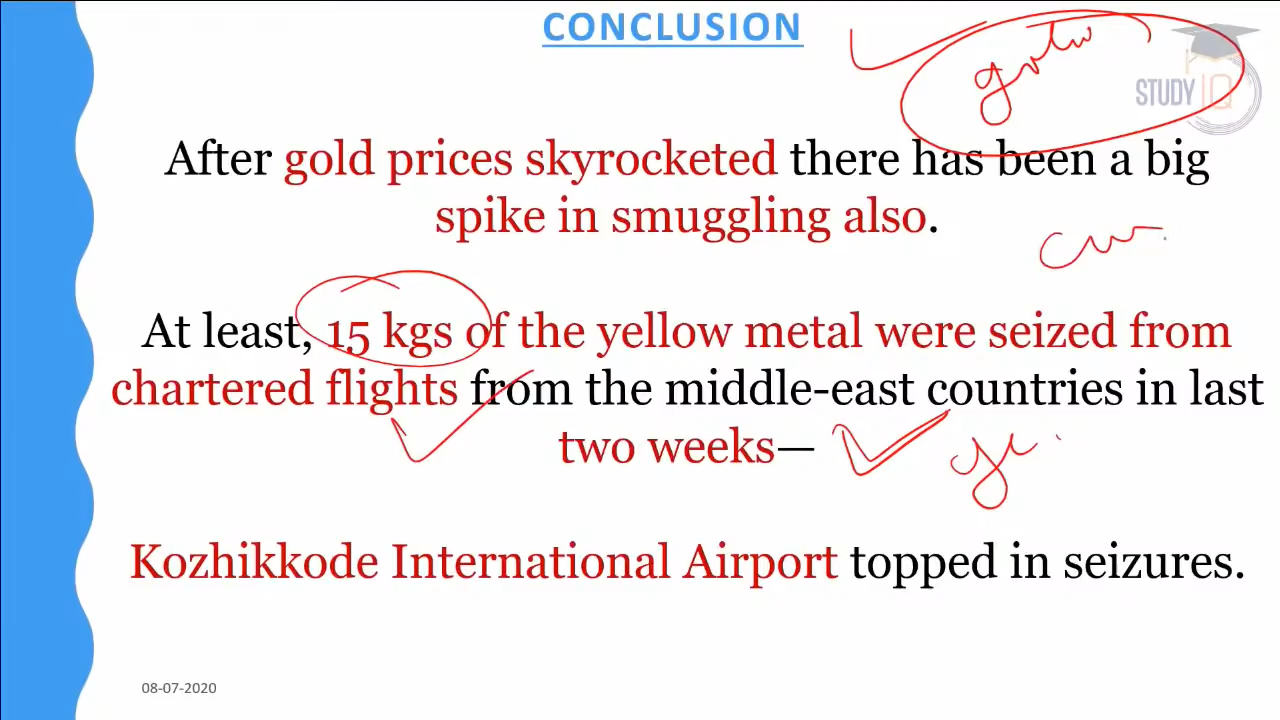 CONCLUSION
STUDY IQ
After gold prices skyrocketed there has been a big
spike in smuggling also.
At least, 15 kgs of the yellow metal were seized from
chartered flights from the middle-east countries in last
two weeks—
Kozhikkode International Airport topped in seizures.
08-07-2020